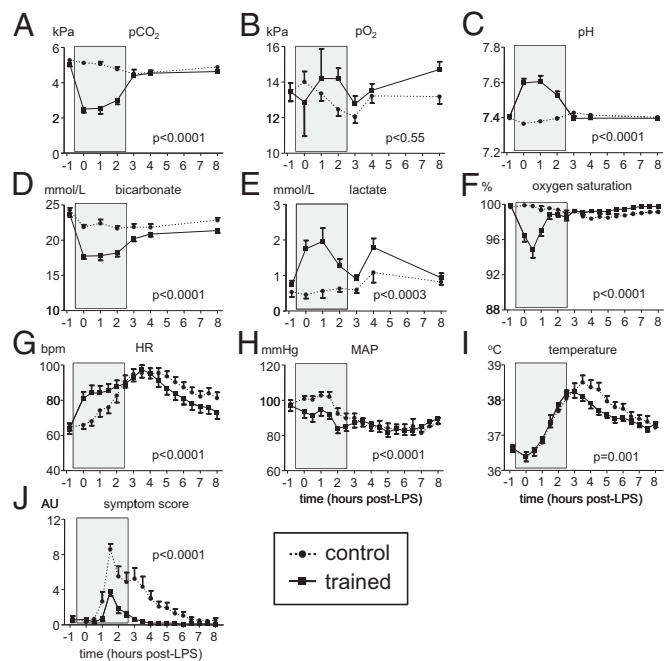 A kPa pCO2
6
4
2
0
p<0.0001
-1 0 1 2 3 4 5 6 7 8
B kPa pO2
16
14
12
10
p<0.55
-1 0 1 2 3 4 5 6 7 8
C pH
7.8
7.6
7.4
7.2
p<0.0001
-1 0 1 2 3 4 5 6 7 8
D mmol/L bicarbonate
25
20
15
10
p<0.0001
-1 0 1 2 3 4 5 6 7 8
E mmol/L lactate
3
2
1
0
p<0.0003
-1 0 1 2 3 4 5 6 7 8
F % oxygen saturation
100
96
92
88
p<0.0001
-1 0 1 2 3 4 5 6 7 8
G bpm HR
100
80
60
40
p<0.0001
-1 0 1 2 3 4 5 6 7 8
H mmHg MAP
120
100
80
60
40
p<0.0001
-1 0 1 2 3 4 5 6 7 8
time (hours post-LPS)
I ºC temperature
39
38
37
36
p=0.001
-1 0 1 2 3 4 5 6 7 8
time (hours post-LPS)
J AU symptom score
12
8
4
0
p<0.0001
-1 0 1 2 3 4 5 6 7 8
time (hours post-LPS)
control
trained